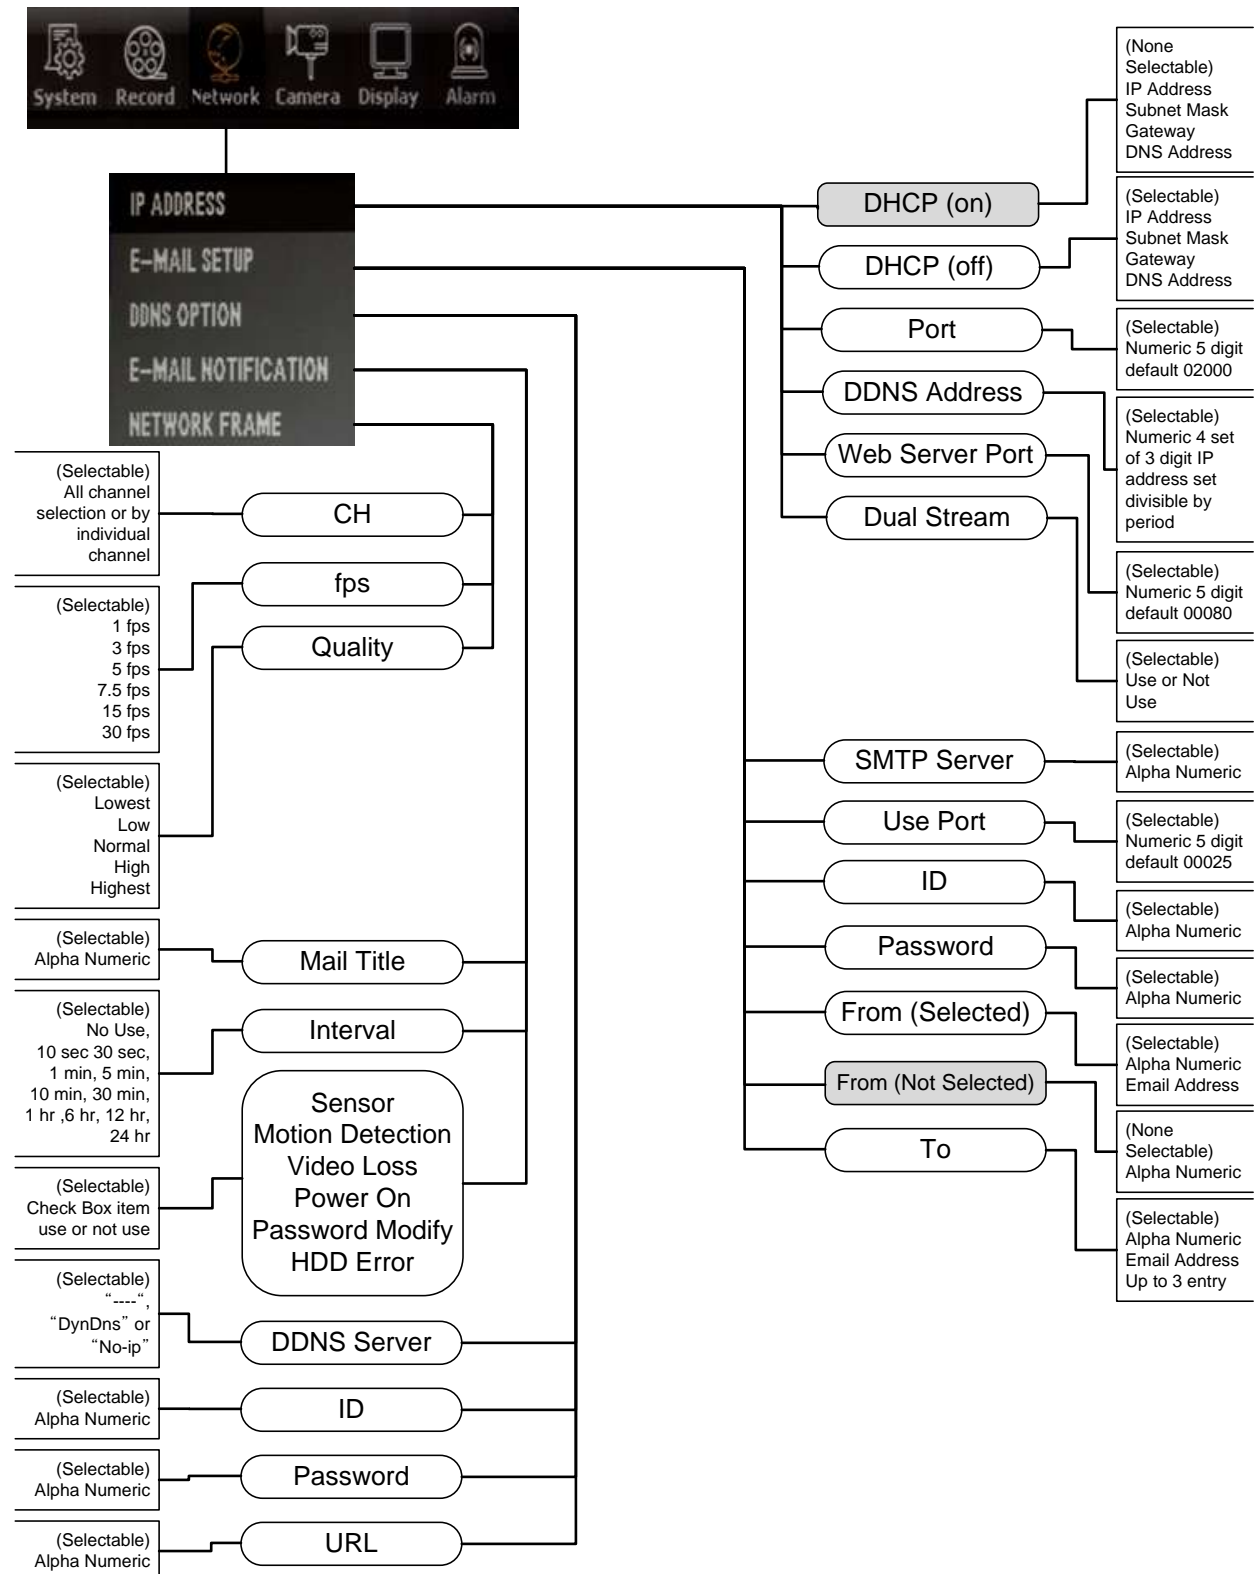 System Record Network Camera Display Alarm
IP ADDRESS
E-MAIL SETUP
DDNS OPTION
E-MAIL NOTIFICATION
NETWORK FRAME
DHCP (on)
(None
Selectable)
IP Address
Subnet Mask
Gateway
DNS Address
DHCP (off)
(Selectable)
IP Address
Subnet Mask
Gateway
DNS Address
Port
(Selectable)
Numeric 5 digit
default 02000
DDNS Address
(Selectable)
Numeric 4 set
of 3 digit IP
address set
divisible by
period
Web Server Port
(Selectable)
Numeric 5 digit
default 00080
Dual Stream
(Selectable)
Use or Not
Use
SMTP Server
(Selectable)
Alpha Numeric
Use Port
(Selectable)
Numeric 5 digit
default 00025
ID
(Selectable)
Alpha Numeric
Password
(Selectable)
Alpha Numeric
From (Selected)
(Selectable)
Alpha Numeric
Email Address
From (Not Selected)
(None
Selectable)
Alpha Numeric
To
(Selectable)
Alpha Numeric
Email Address
Up to 3 entry
CH
(Selectable)
All channel
selection or by
individual
channel
fps
(Selectable)
1 fps
3 fps
5 fps
7.5 fps
15 fps
30 fps
Quality
(Selectable)
Lowest
Low
Normal
High
Highest
Mail Title
(Selectable)
Alpha Numeric
Interval
(Selectable)
No Use,
10 sec 30 sec,
1 min, 5 min,
10 min, 30 min,
1 hr ,6 hr, 12 hr,
24 hr
Sensor
Motion Detection
Video Loss
Power On
Password Modify
HDD Error
(Selectable)
Check Box item
use or not use
DDNS Server
(Selectable)
“----“,
“DynDns” or
“No-ip”
ID
(Selectable)
Alpha Numeric
Password
(Selectable)
Alpha Numeric
URL
(Selectable)
Alpha Numeric